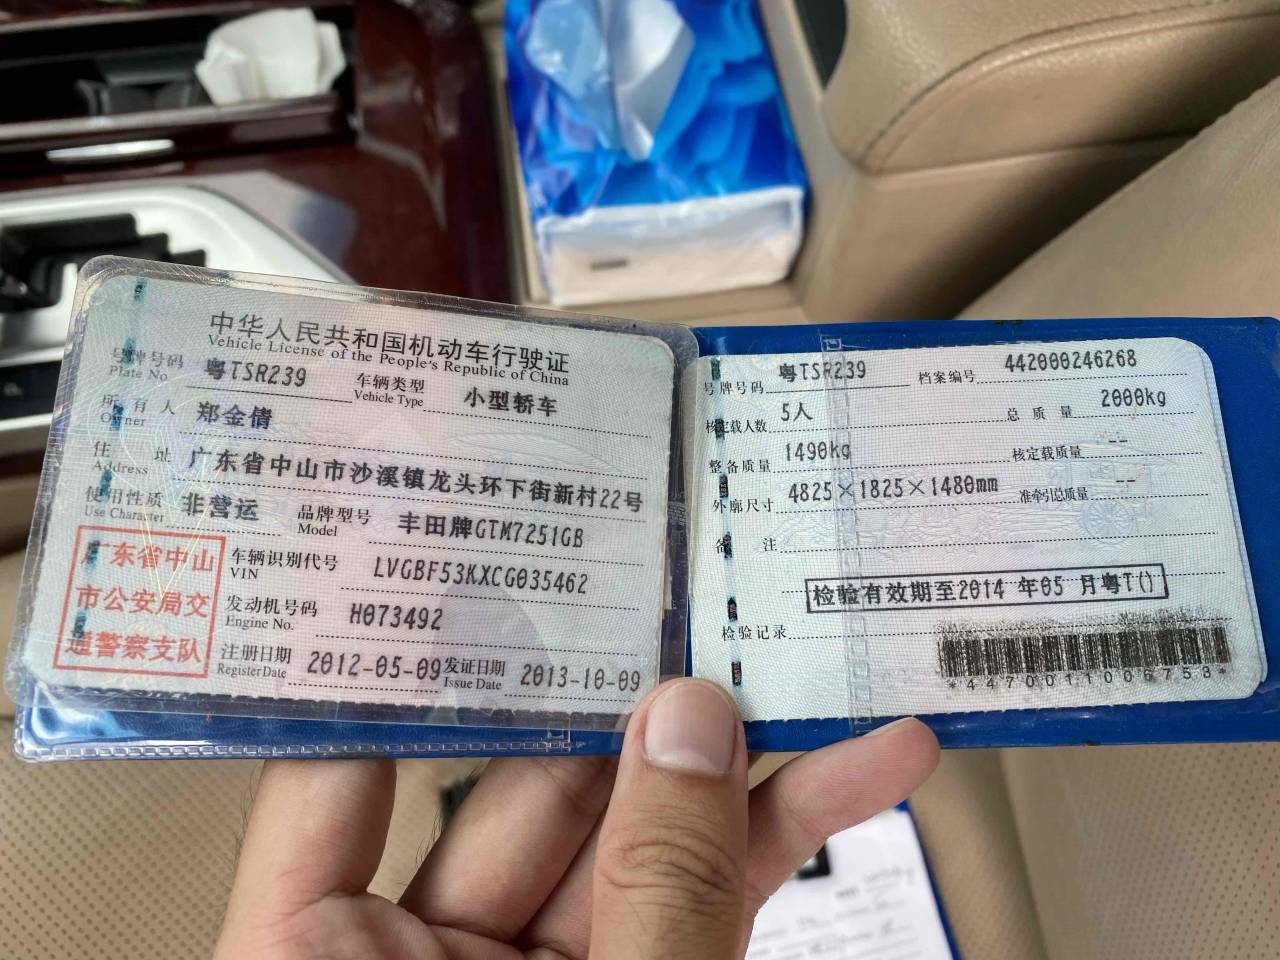 中华人民共和国机动车行驶证
Vehicle License of the People's Republic of China
号牌号码 粤TSR239 车辆类型 小型轿车
Plate No Vehicle Type
所有人 郑金倩
Owner
住址 广东省中山市沙溪镇龙头环下街新村22号
Address
使用性质 非营运 品牌型号 丰田牌GTM7251GB
Use Character Model
广东省中山
市公安局交
通警察支队
车辆识别代号 LVGBF53KXCG035462
VIN
发动机号码 H073492
Engine No.
注册日期 2012-05-09 发证日期 2013-10-09
Register Date Issue Date
号牌号码 粤TSR239 档案编号 442000246268
核定载人数 5人 总质量 2000kg
整备质量 1490kg 核定载质量 --
外廓尺寸 4825×1825×1480mm 准牵引总质量 --
备注
检验有效期至2014 年05 月粤T()
检验记录
*4470011006753*